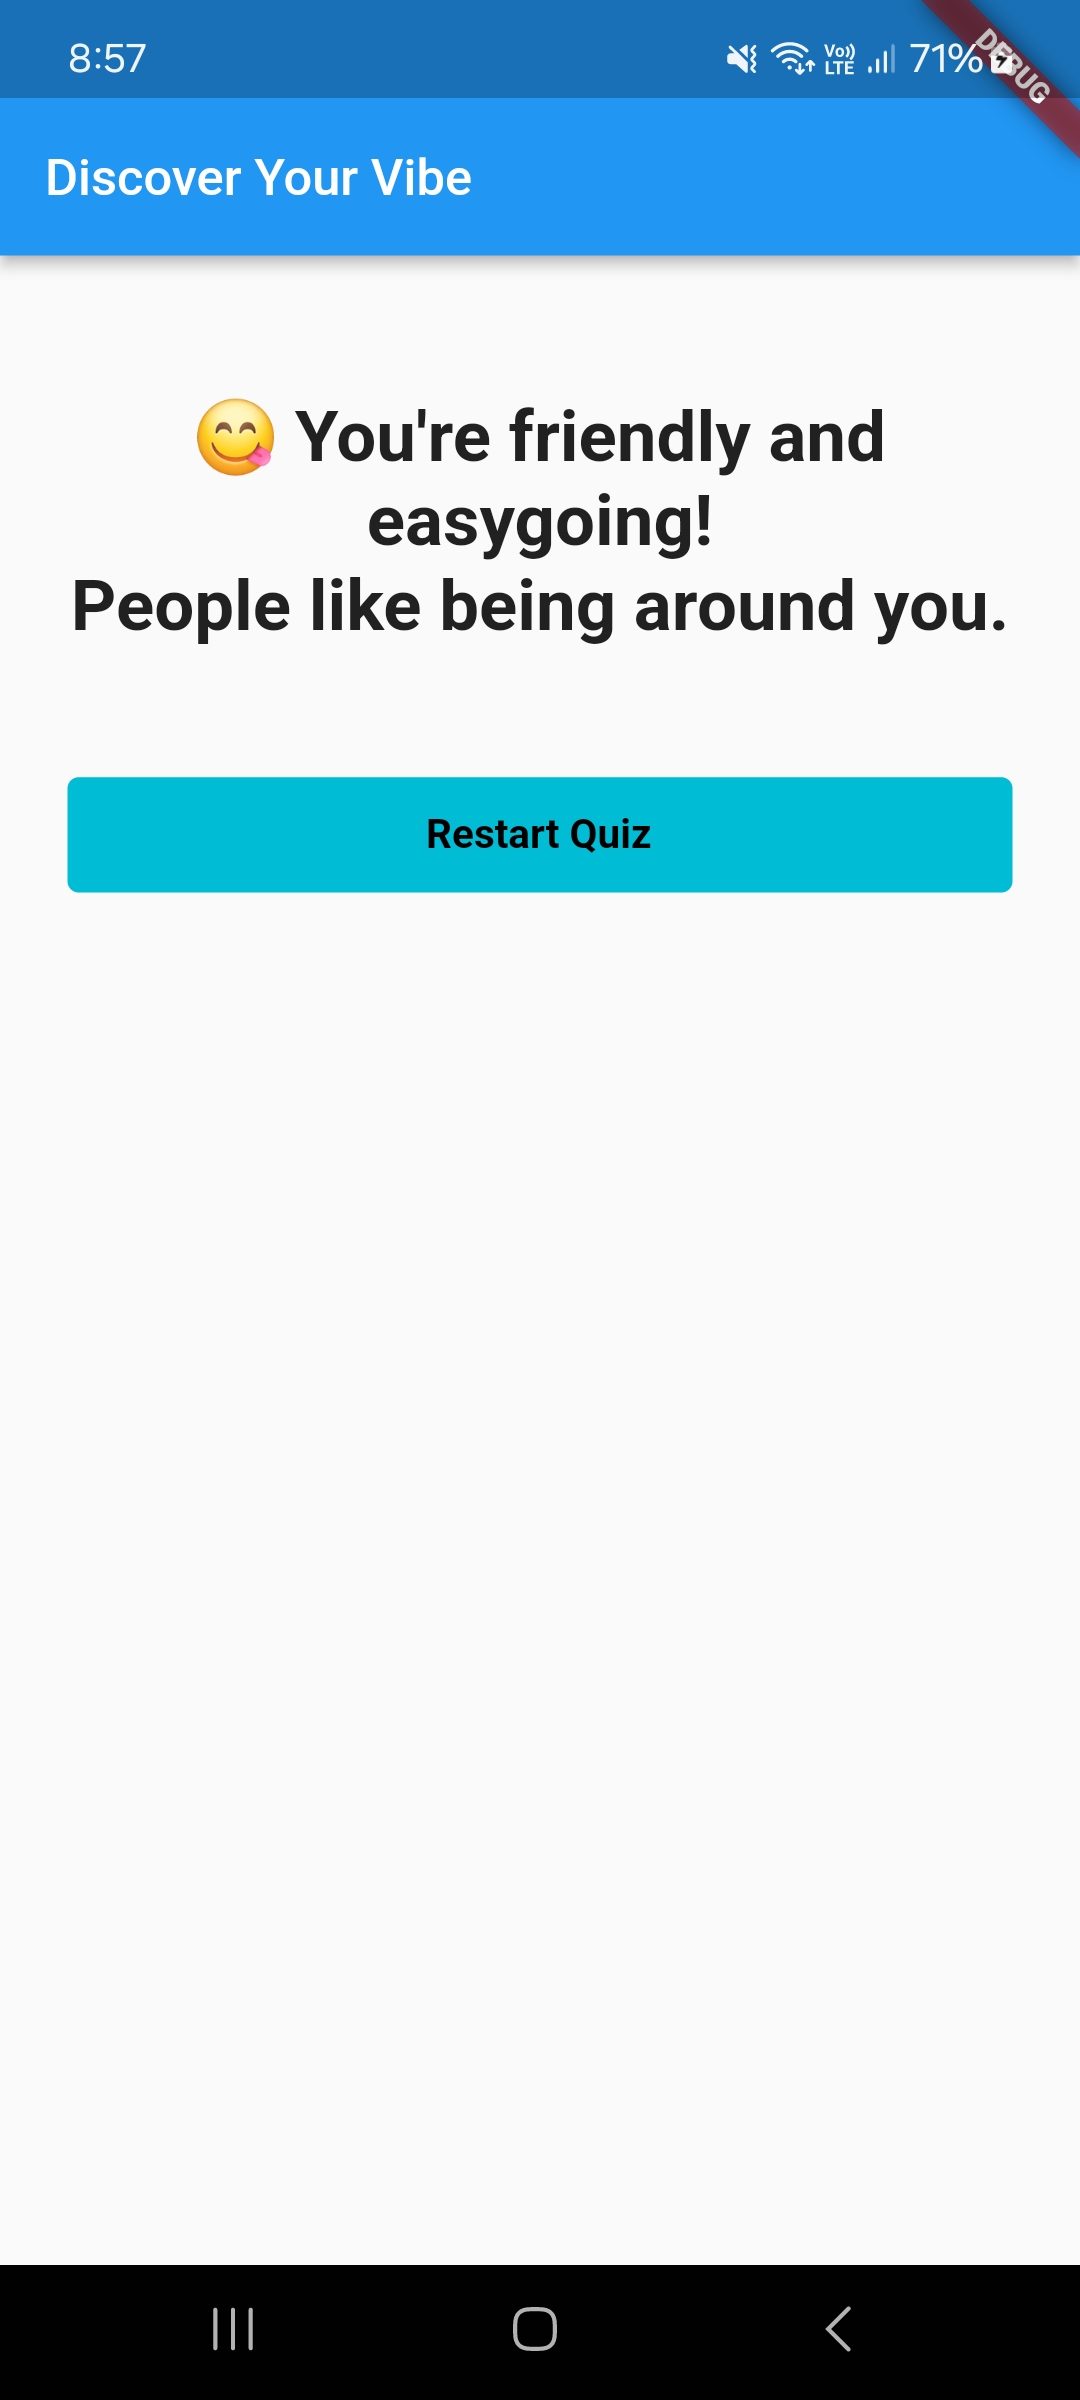 8:57
Vo)) LTE 71%
DEBUG
Discover Your Vibe
😋 You're friendly and
easygoing!
People like being around you.
Restart Quiz